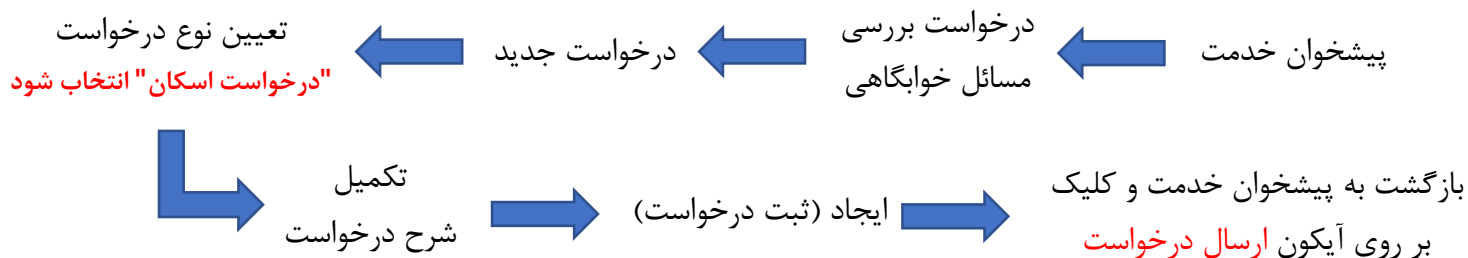 پیشخوان خدمت
درخواست بررسی
مسائل خوابگاهی
درخواست جدید
تعیین نوع درخواست
"درخواست اسکان" انتخاب شود
تکمیل
شرح درخواست
ایجاد (ثبت درخواست)
بازگشت به پیشخوان خدمت و کلیک
بر روی آیکون ارسال درخواست